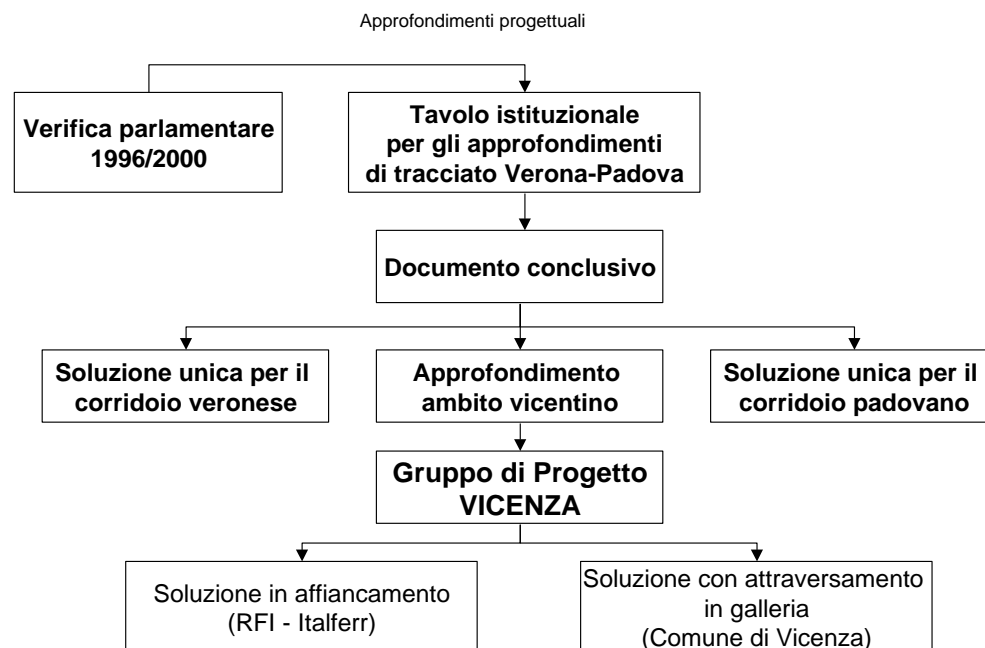 Approfondimenti progettuali
Verifica parlamentare
1996/2000
Tavolo istituzionale
per gli approfondimenti
di tracciato Verona-Padova
Documento conclusivo
Soluzione unica per il
corridoio veronese
Approfondimento
ambito vicentino
Soluzione unica per il
corridoio padovano
Gruppo di Progetto
VICENZA
Soluzione in affiancamento
(RFI - Italferr)
Soluzione con attraversamento
in galleria
(Comune di Vicenza)